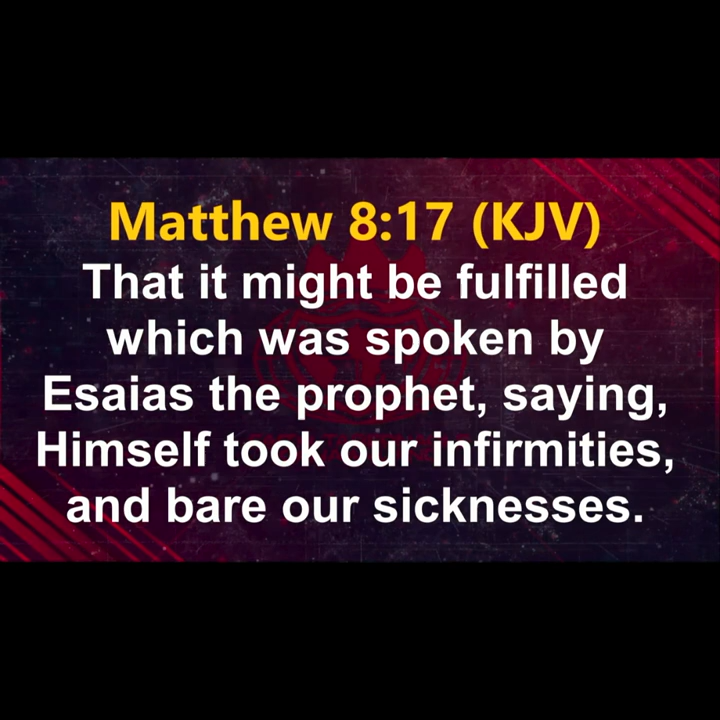 Matthew 8:17 (KJV)
That it might be fulfilled
which was spoken by
Esaias the prophet, saying,
Himself took our infirmities,
and bare our sicknesses.